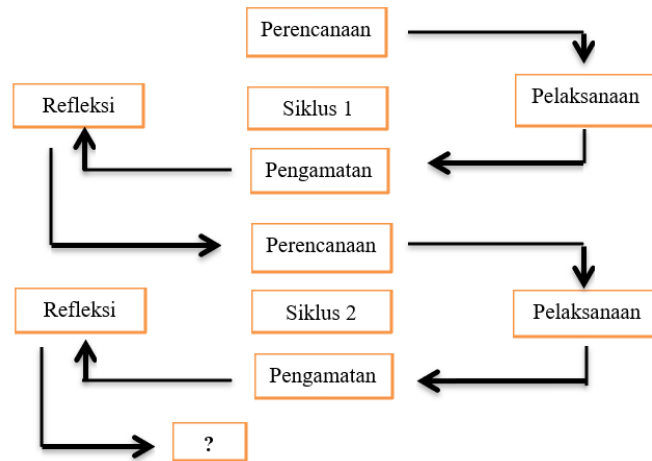 Perencanaan
Pelaksanaan
Refleksi
Siklus 1
Pengamatan
Perencanaan
Pelaksanaan
Refleksi
Siklus 2
Pengamatan
?